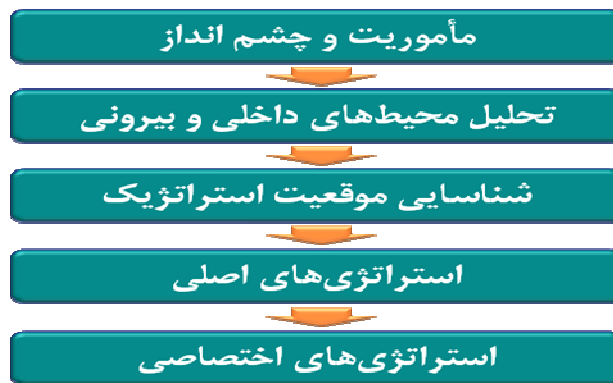 مأموریت و چشم انداز
تحلیل محیط‌های داخلی و بیرونی
شناسایی موقعیت استراتژیک
استراتژی‌های اصلی
استراتژی‌های اختصاصی